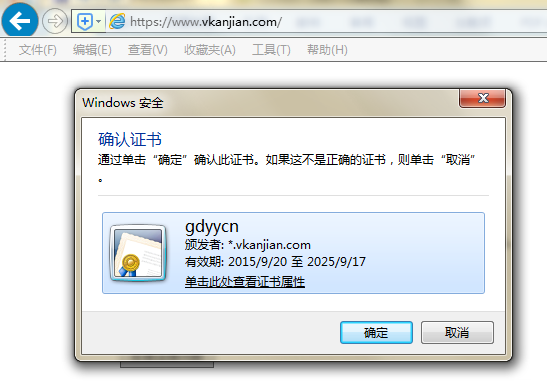 https://www.vkanjian.com/
文件(F) 编辑(E) 查看(V) 收藏夹(A) 工具(T) 帮助(H)
Windows 安全
确认证书
通过单击“确定”确认此证书。如果这不是正确的证书，则单击“取消”
。
gdyycn
颁发者: *.vkanjian.com
有效期: 2015/9/20 至 2025/9/17
单击此处查看证书属性
确定 取消